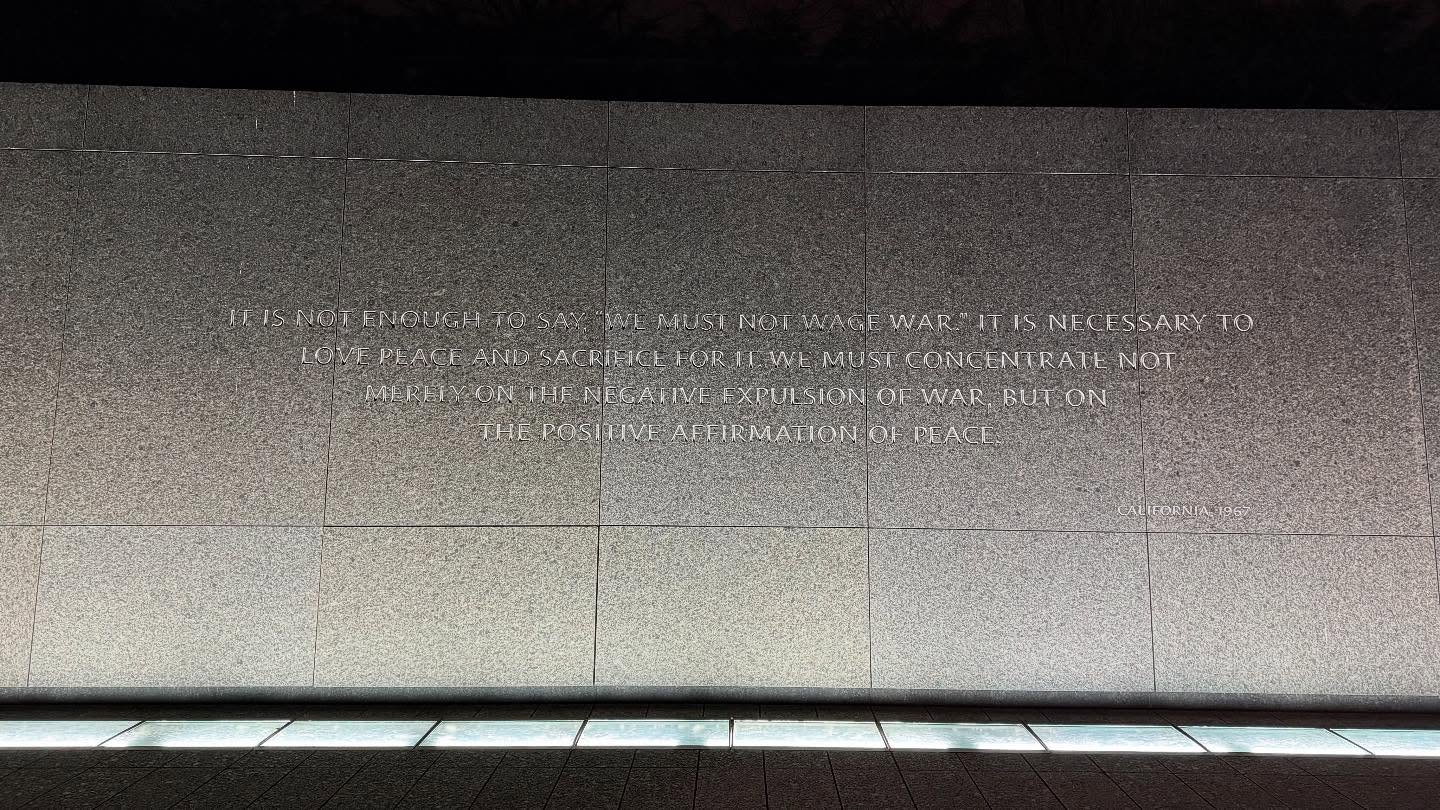 IT IS NOT ENOUGH TO SAY, "WE MUST NOT WAGE WAR." IT IS NECESSARY TO
LOVE PEACE AND SACRIFICE FOR IT. WE MUST CONCENTRATE NOT
MERELY ON THE NEGATIVE EXPULSION OF WAR, BUT ON
THE POSITIVE AFFIRMATION OF PEACE.
CALIFORNIA, 1967